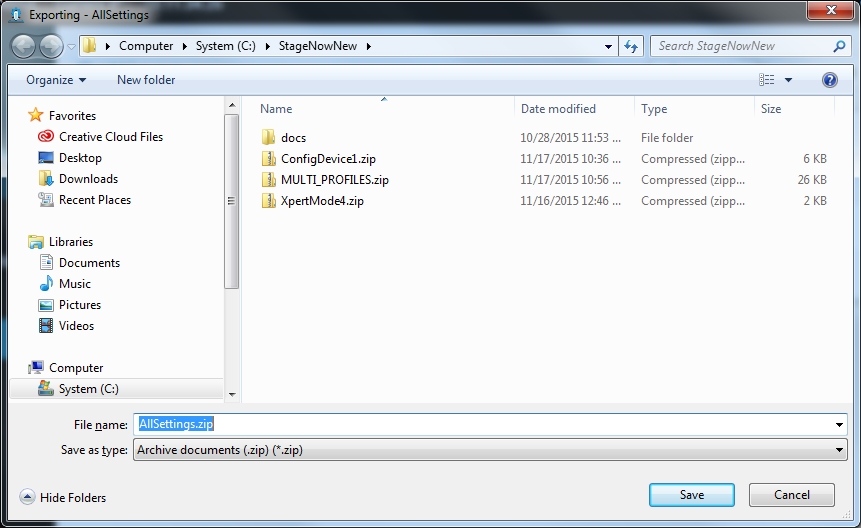 Exporting - AllSettings
Computer System (C:) StageNowNew Search StageNowNew
Organize New folder
Name Date modified Type Size
Favorites
Creative Cloud Files
Desktop
Downloads
Recent Places
Libraries
Documents
Music
Pictures
Videos
Computer
System (C:)
docs 10/28/2015 11:53 ... File folder
ConfigDevice1.zip 11/17/2015 10:36 ... Compressed (zipp... 6 KB
MULTI_PROFILES.zip 11/17/2015 10:56 ... Compressed (zipp... 26 KB
XpertMode4.zip 11/16/2015 12:46 ... Compressed (zipp... 2 KB
File name: AllSettings.zip
Save as type: Archive documents (.zip) (*.zip)
Hide Folders Save Cancel